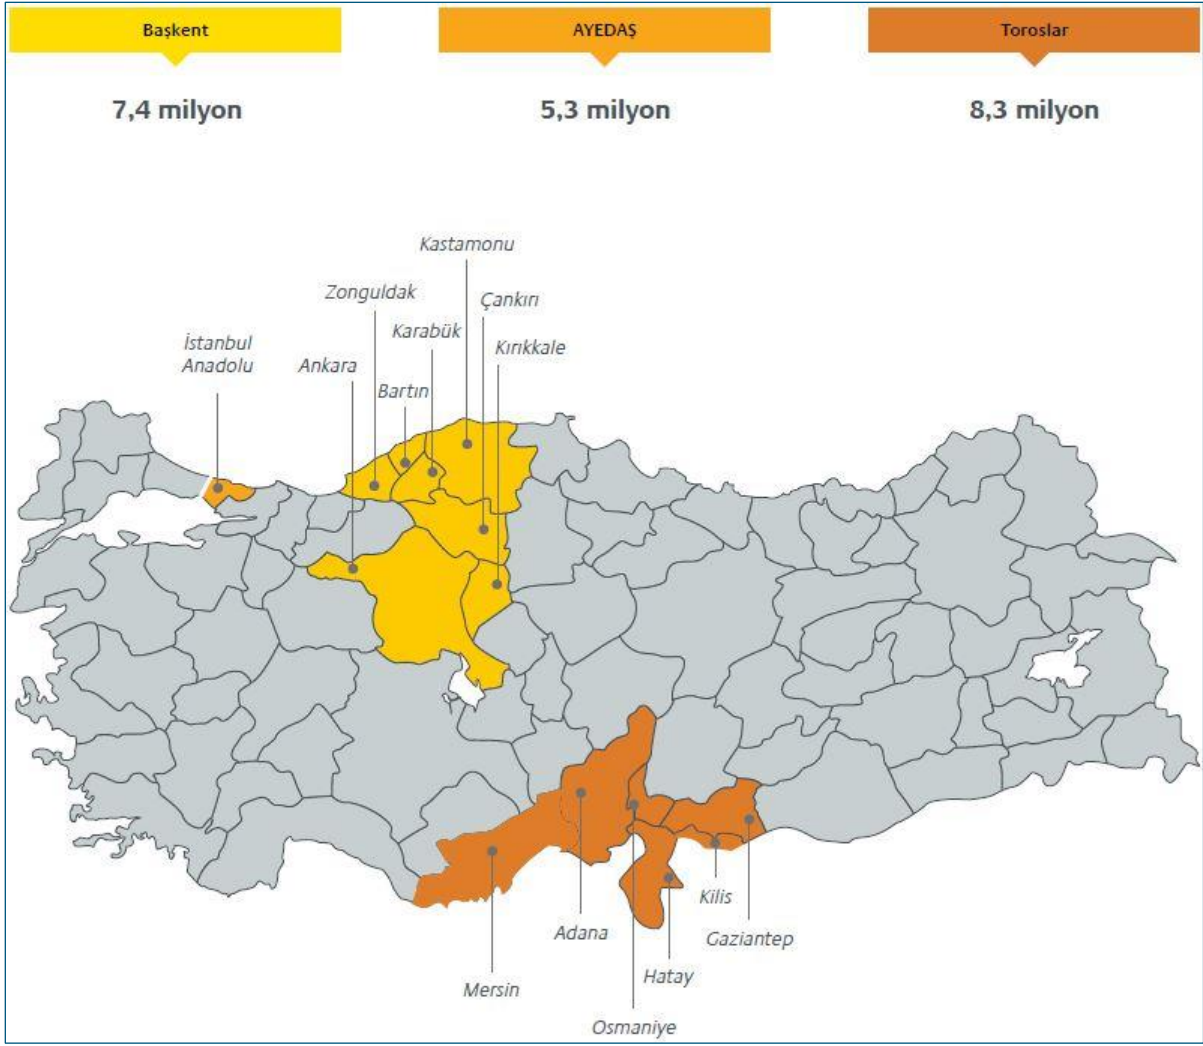 Başkent
AYEDAŞ
Toroslar
7,4 milyon
5,3 milyon
8,3 milyon
Kastamonu
Zonguldak
Çankırı
Karabük
Kırıkkale
İstanbul
Anadolu
Ankara
Bartın
Kilis
Adana
Gaziantep
Hatay
Mersin
Osmaniye